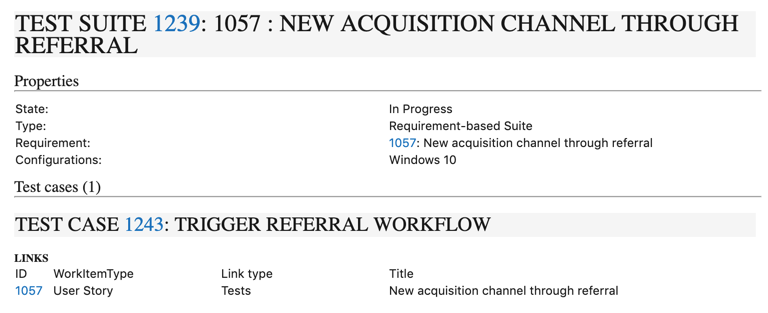 TEST SUITE 1239: 1057 : NEW ACQUISITION CHANNEL THROUGH
REFERRAL
Properties
State: In Progress
Type: Requirement-based Suite
Requirement: 1057: New acquisition channel through referral
Configurations: Windows 10
Test cases (1)
TEST CASE 1243: TRIGGER REFERRAL WORKFLOW
LINKS
ID WorkItemType Link type Title
1057 User Story Tests New acquisition channel through referral